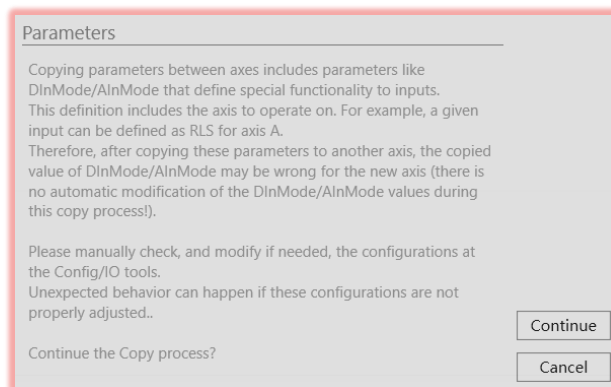 Parameters
Copying parameters between axes includes parameters like
DInMode/AInMode that define special functionality to inputs.
This definition includes the axis to operate on. For example, a given
input can be defined as RLS for axis A.
Therefore, after copying these parameters to another axis, the copied
value of DInMode/AInMode may be wrong for the new axis (there is
no automatic modification of the DInMode/AInMode values during
this copy process!).
Please manually check, and modify if needed, the configurations at
the Config/IO tools.
Unexpected behavior can happen if these configurations are not
properly adjusted..
Continue the Copy process?
Continue
Cancel